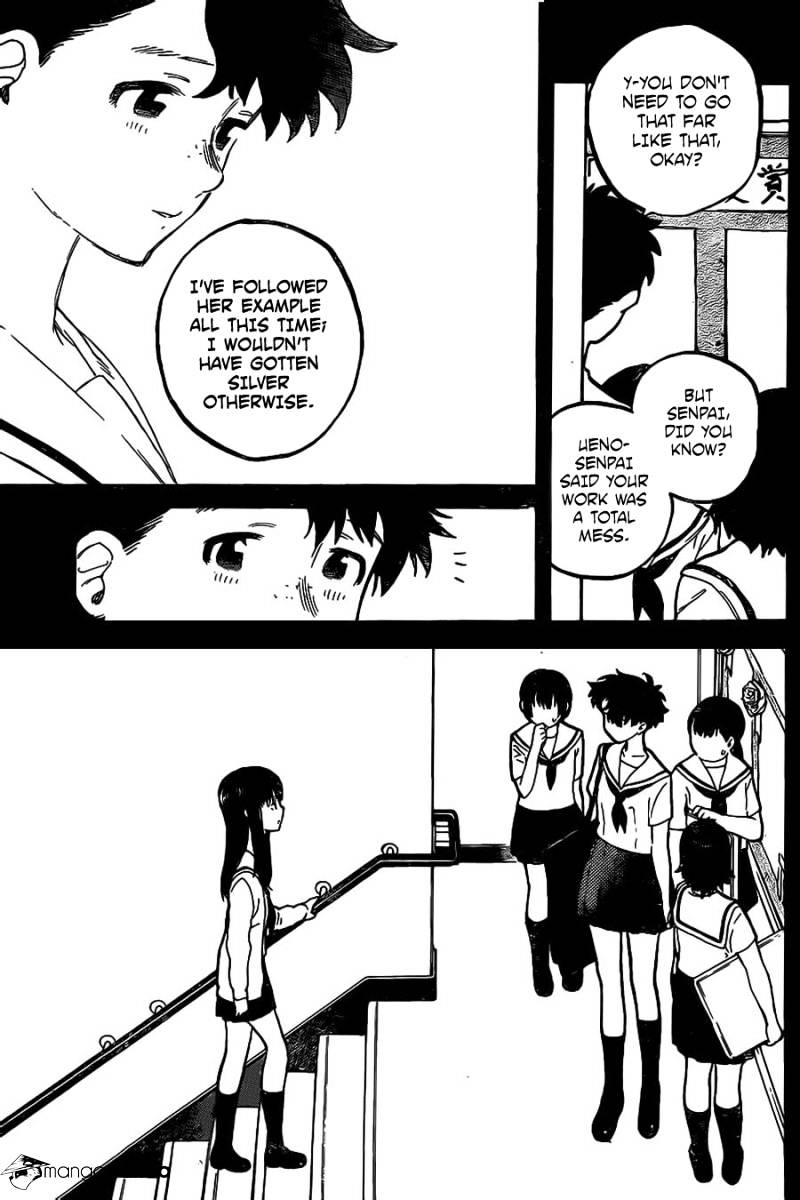 Y-YOU DON'T
NEED TO GO
THAT FAR
LIKE THAT,
OKAY?
賞
BUT
SENPAI,
DID YOU
KNOW?
UENO-
SENPAI
SAID YOUR
WORK WAS
A TOTAL
MESS.
I'VE FOLLOWED
HER EXAMPLE
ALL THIS TIME;
I WOULDN'T
HAVE GOTTEN
SILVER
OTHERWISE.